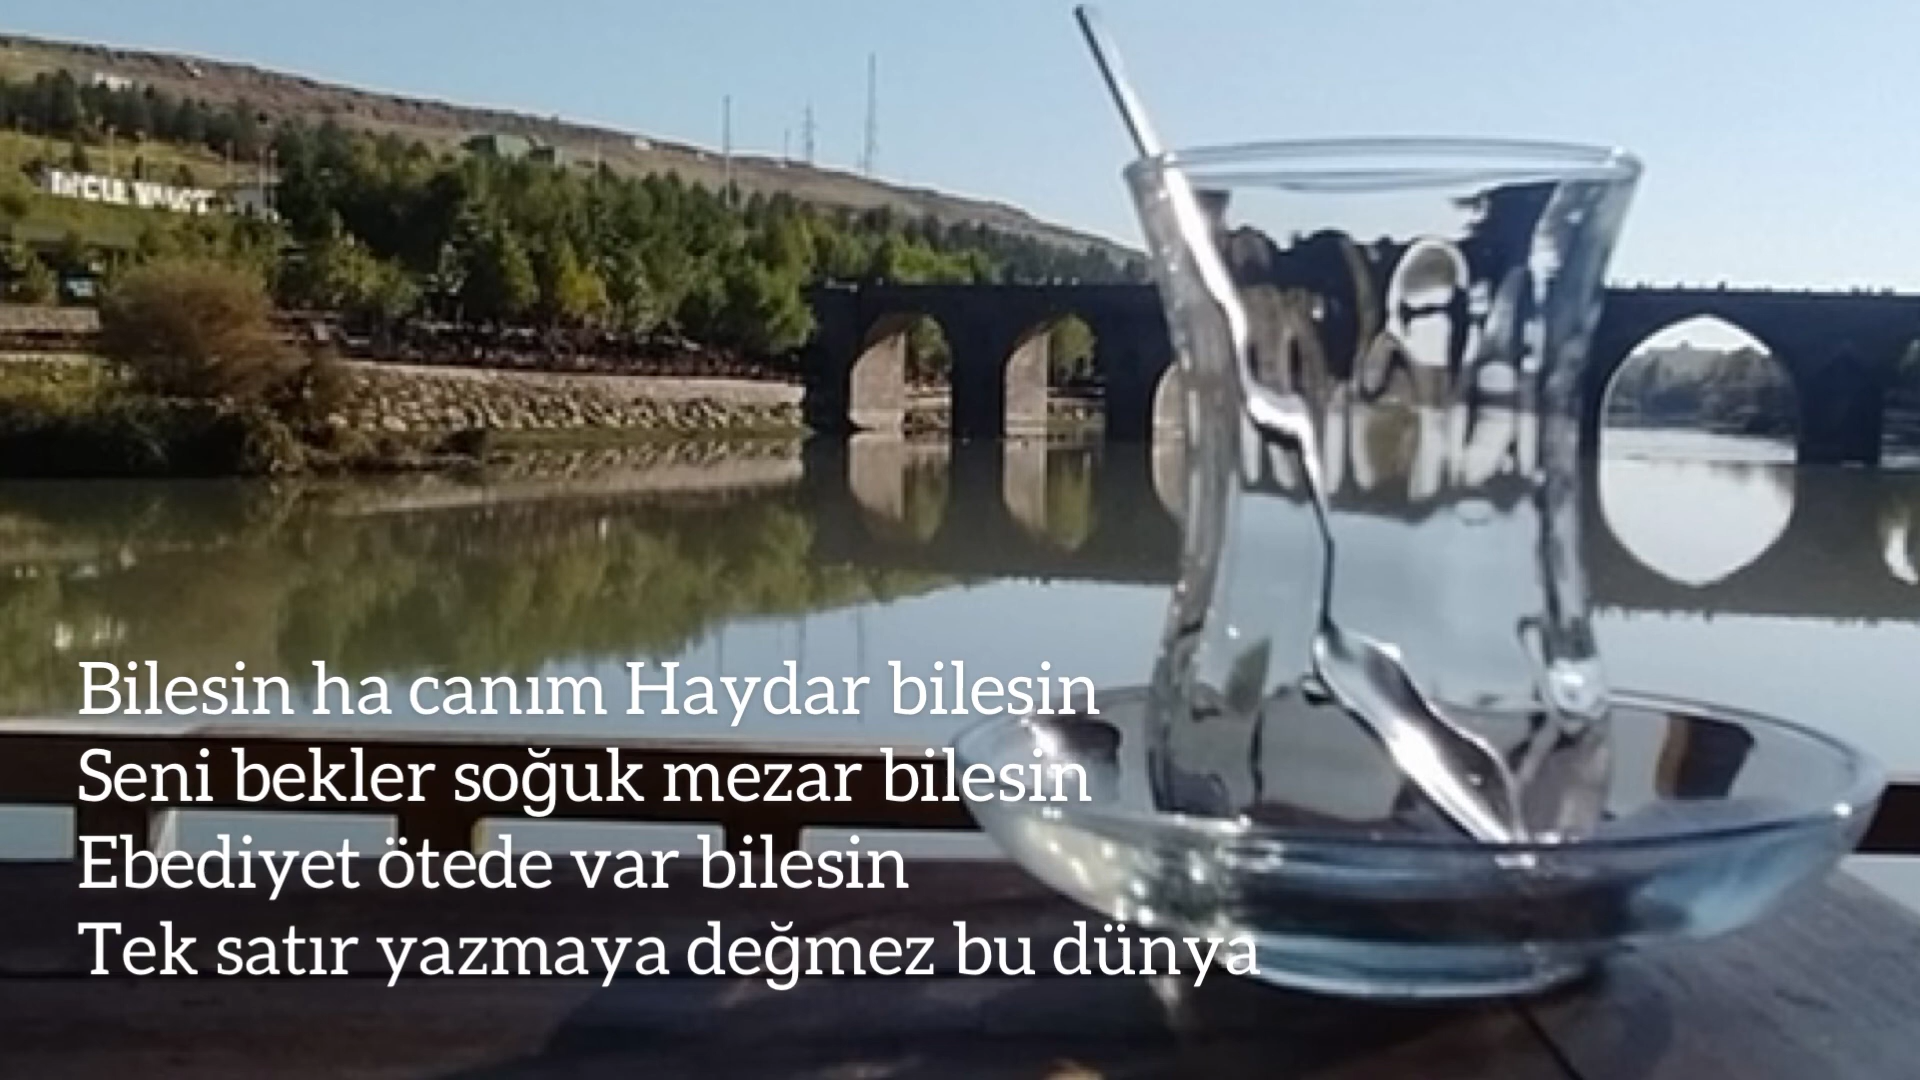 Bilesin ha canım Haydar bilesin
Seni bekler soğuk mezar bilesin
Ebediyet ötede var bilesin
Tek satır yazmaya değmez bu dünya